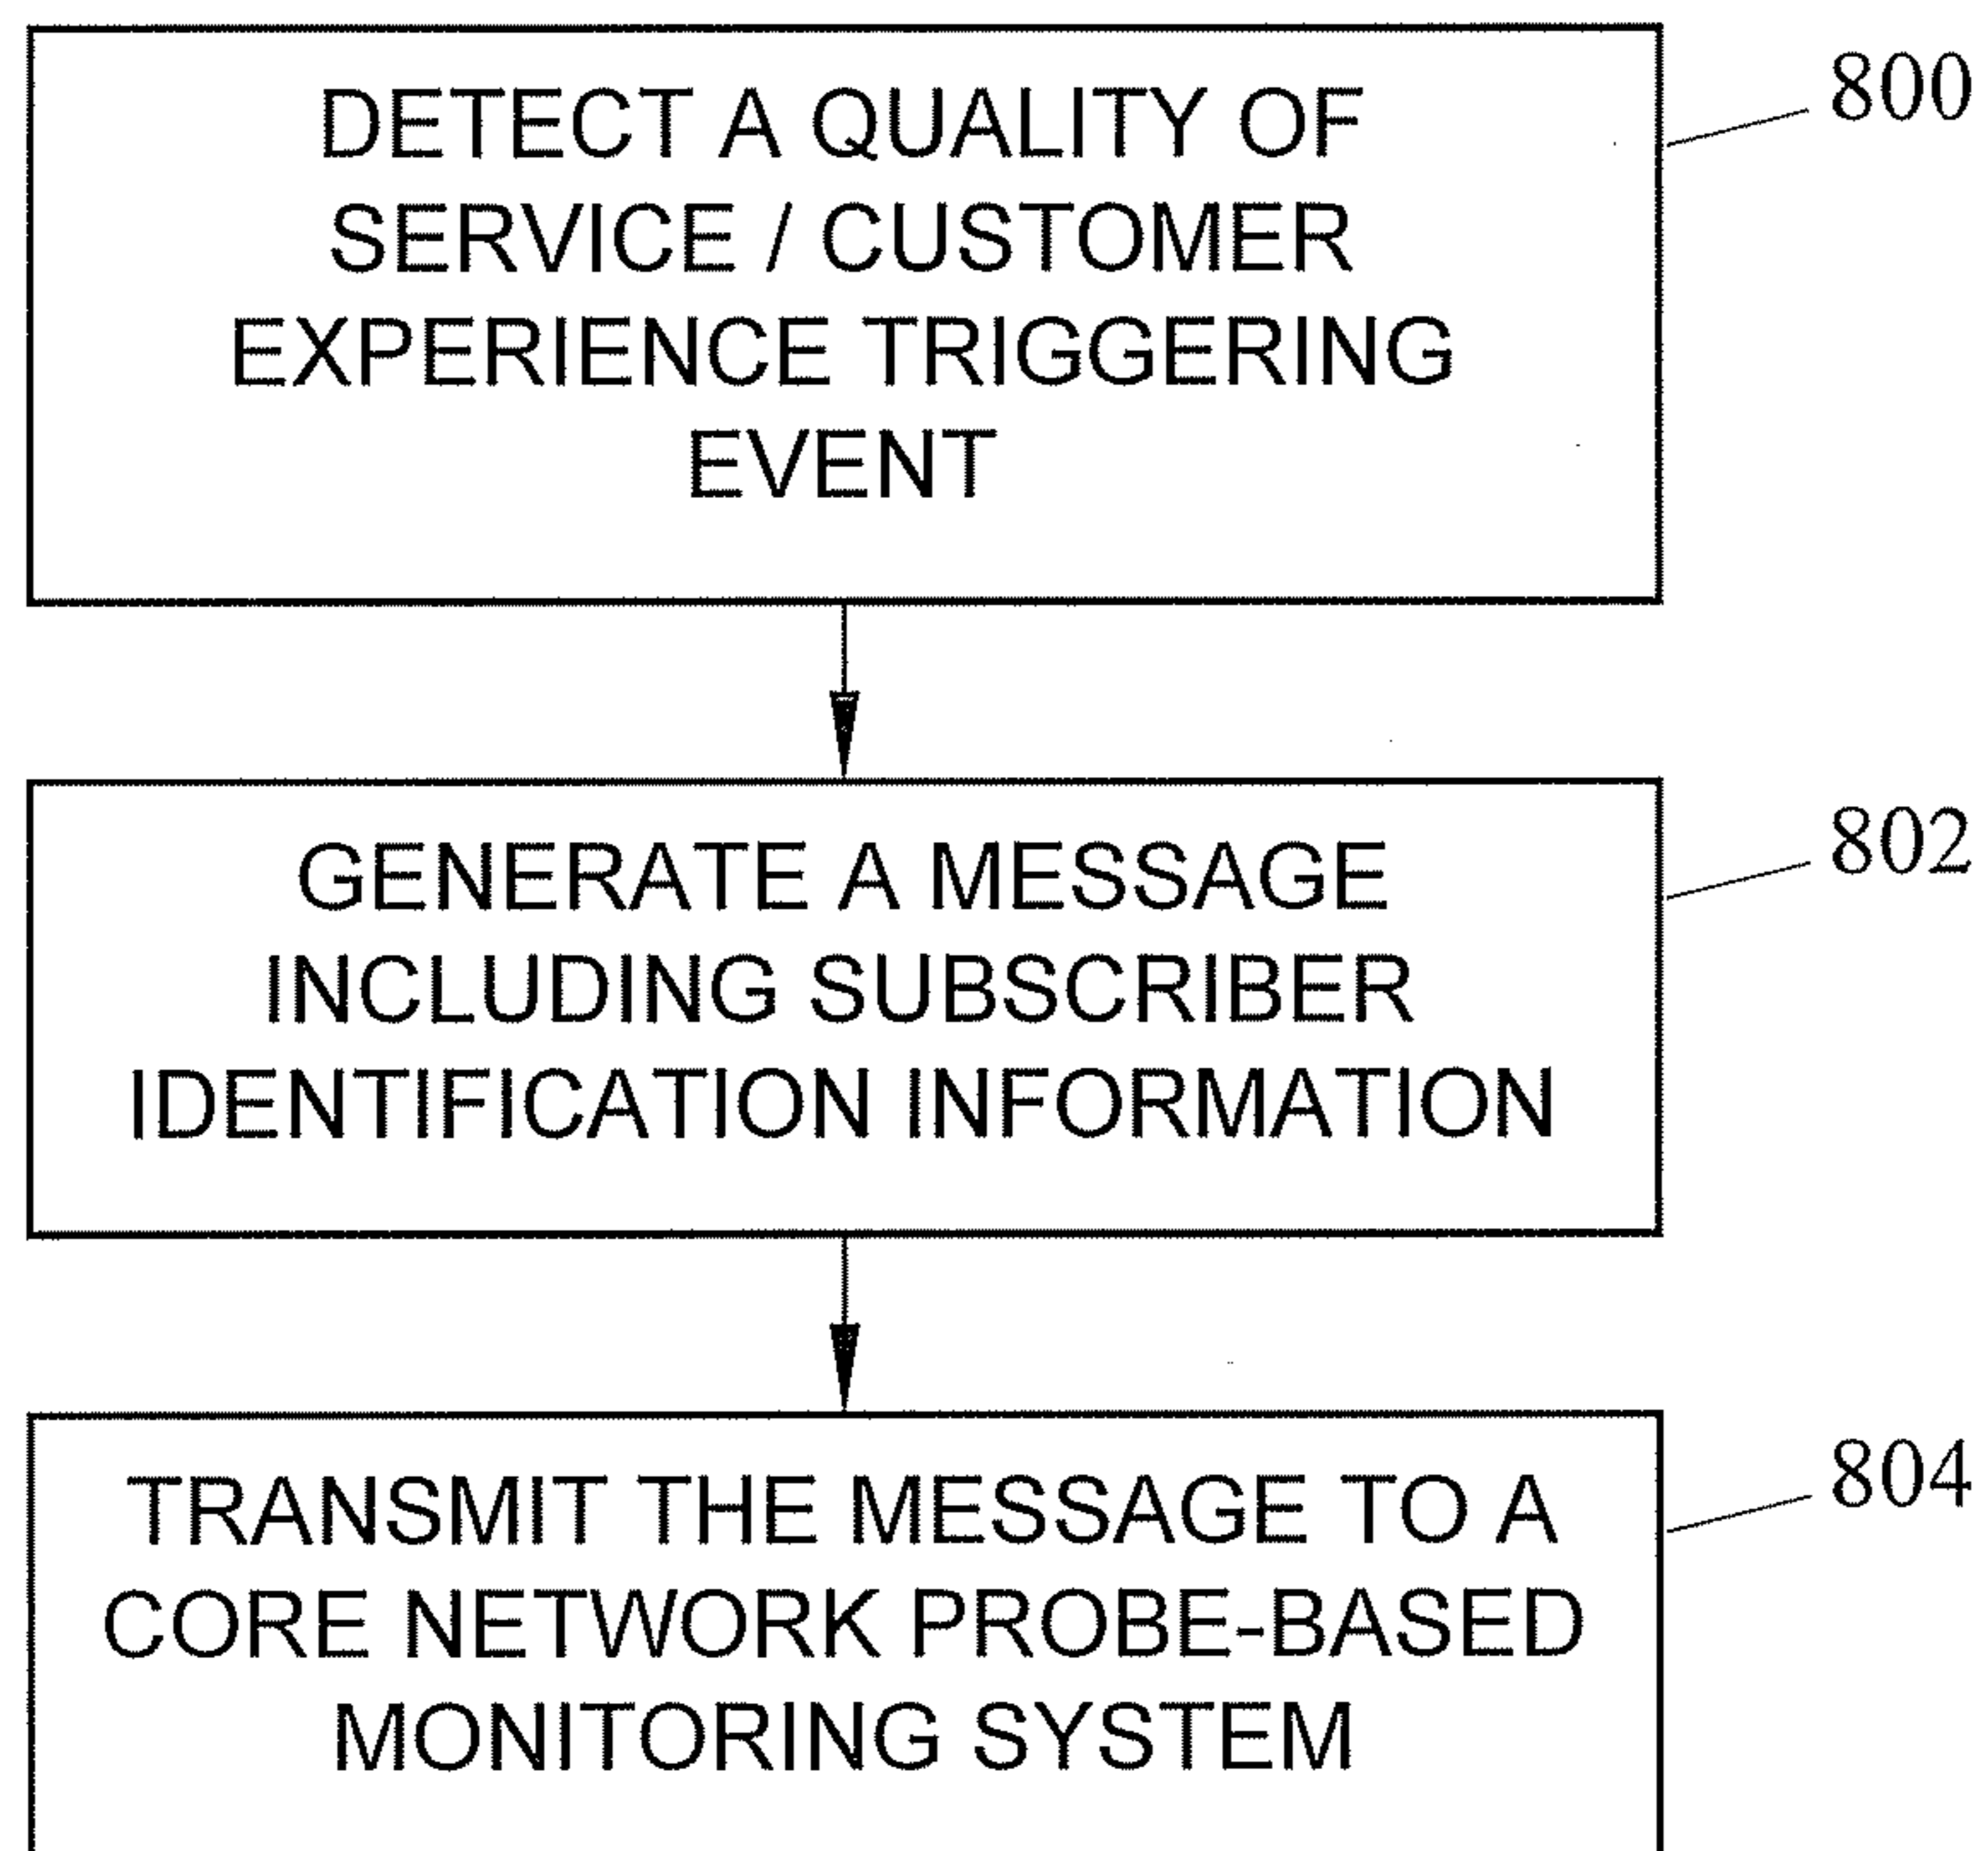 DETECT A QUALITY OF
SERVICE / CUSTOMER
EXPERIENCE TRIGGERING
EVENT
800
GENERATE A MESSAGE
INCLUDING SUBSCRIBER
IDENTIFICATION INFORMATION
802
TRANSMIT THE MESSAGE TO A
CORE NETWORK PROBE-BASED
MONITORING SYSTEM
804